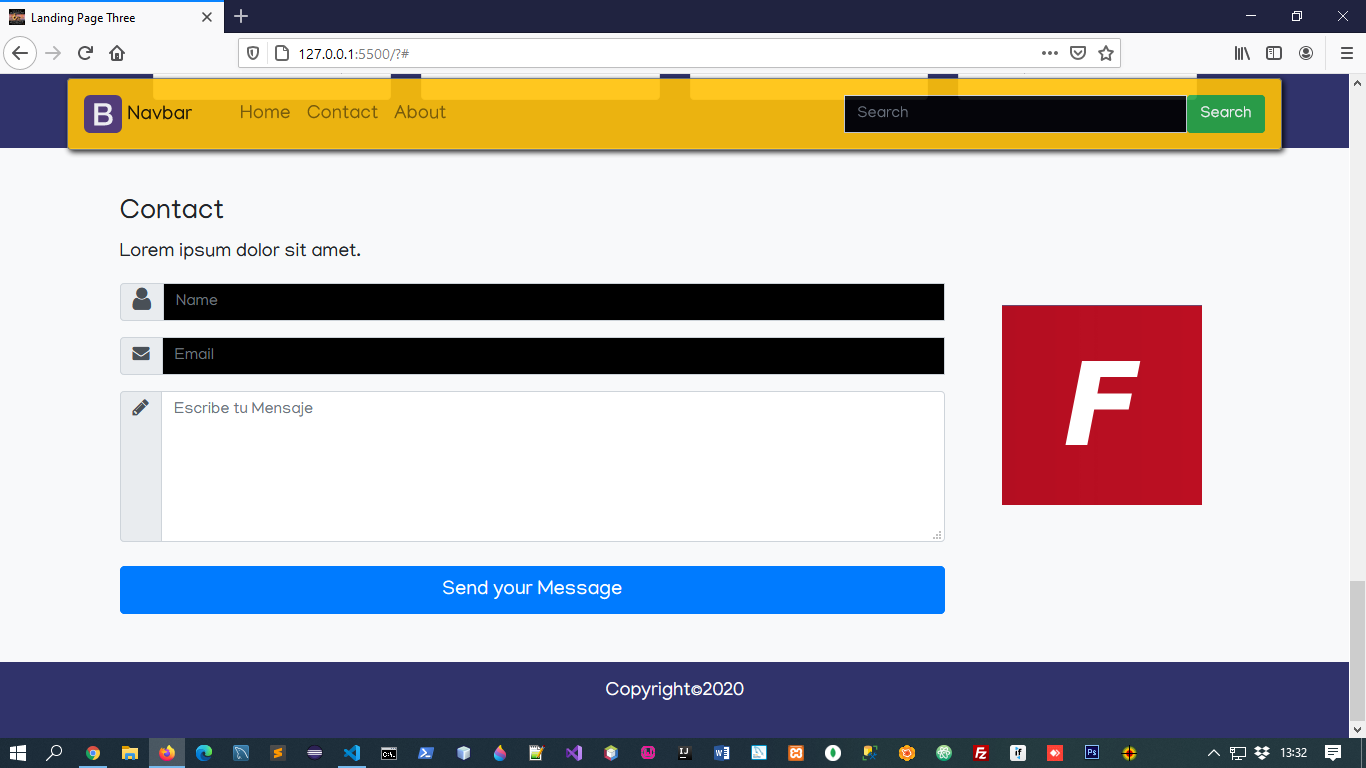 Landing Page Three
127.0.0.1:5500/?#
B Navbar Home Contact About Search Search
Contact
Lorem ipsum dolor sit amet.
Name
Email
Escribe tu Mensaje
F
Send your Message
Copyright©2020
13:32